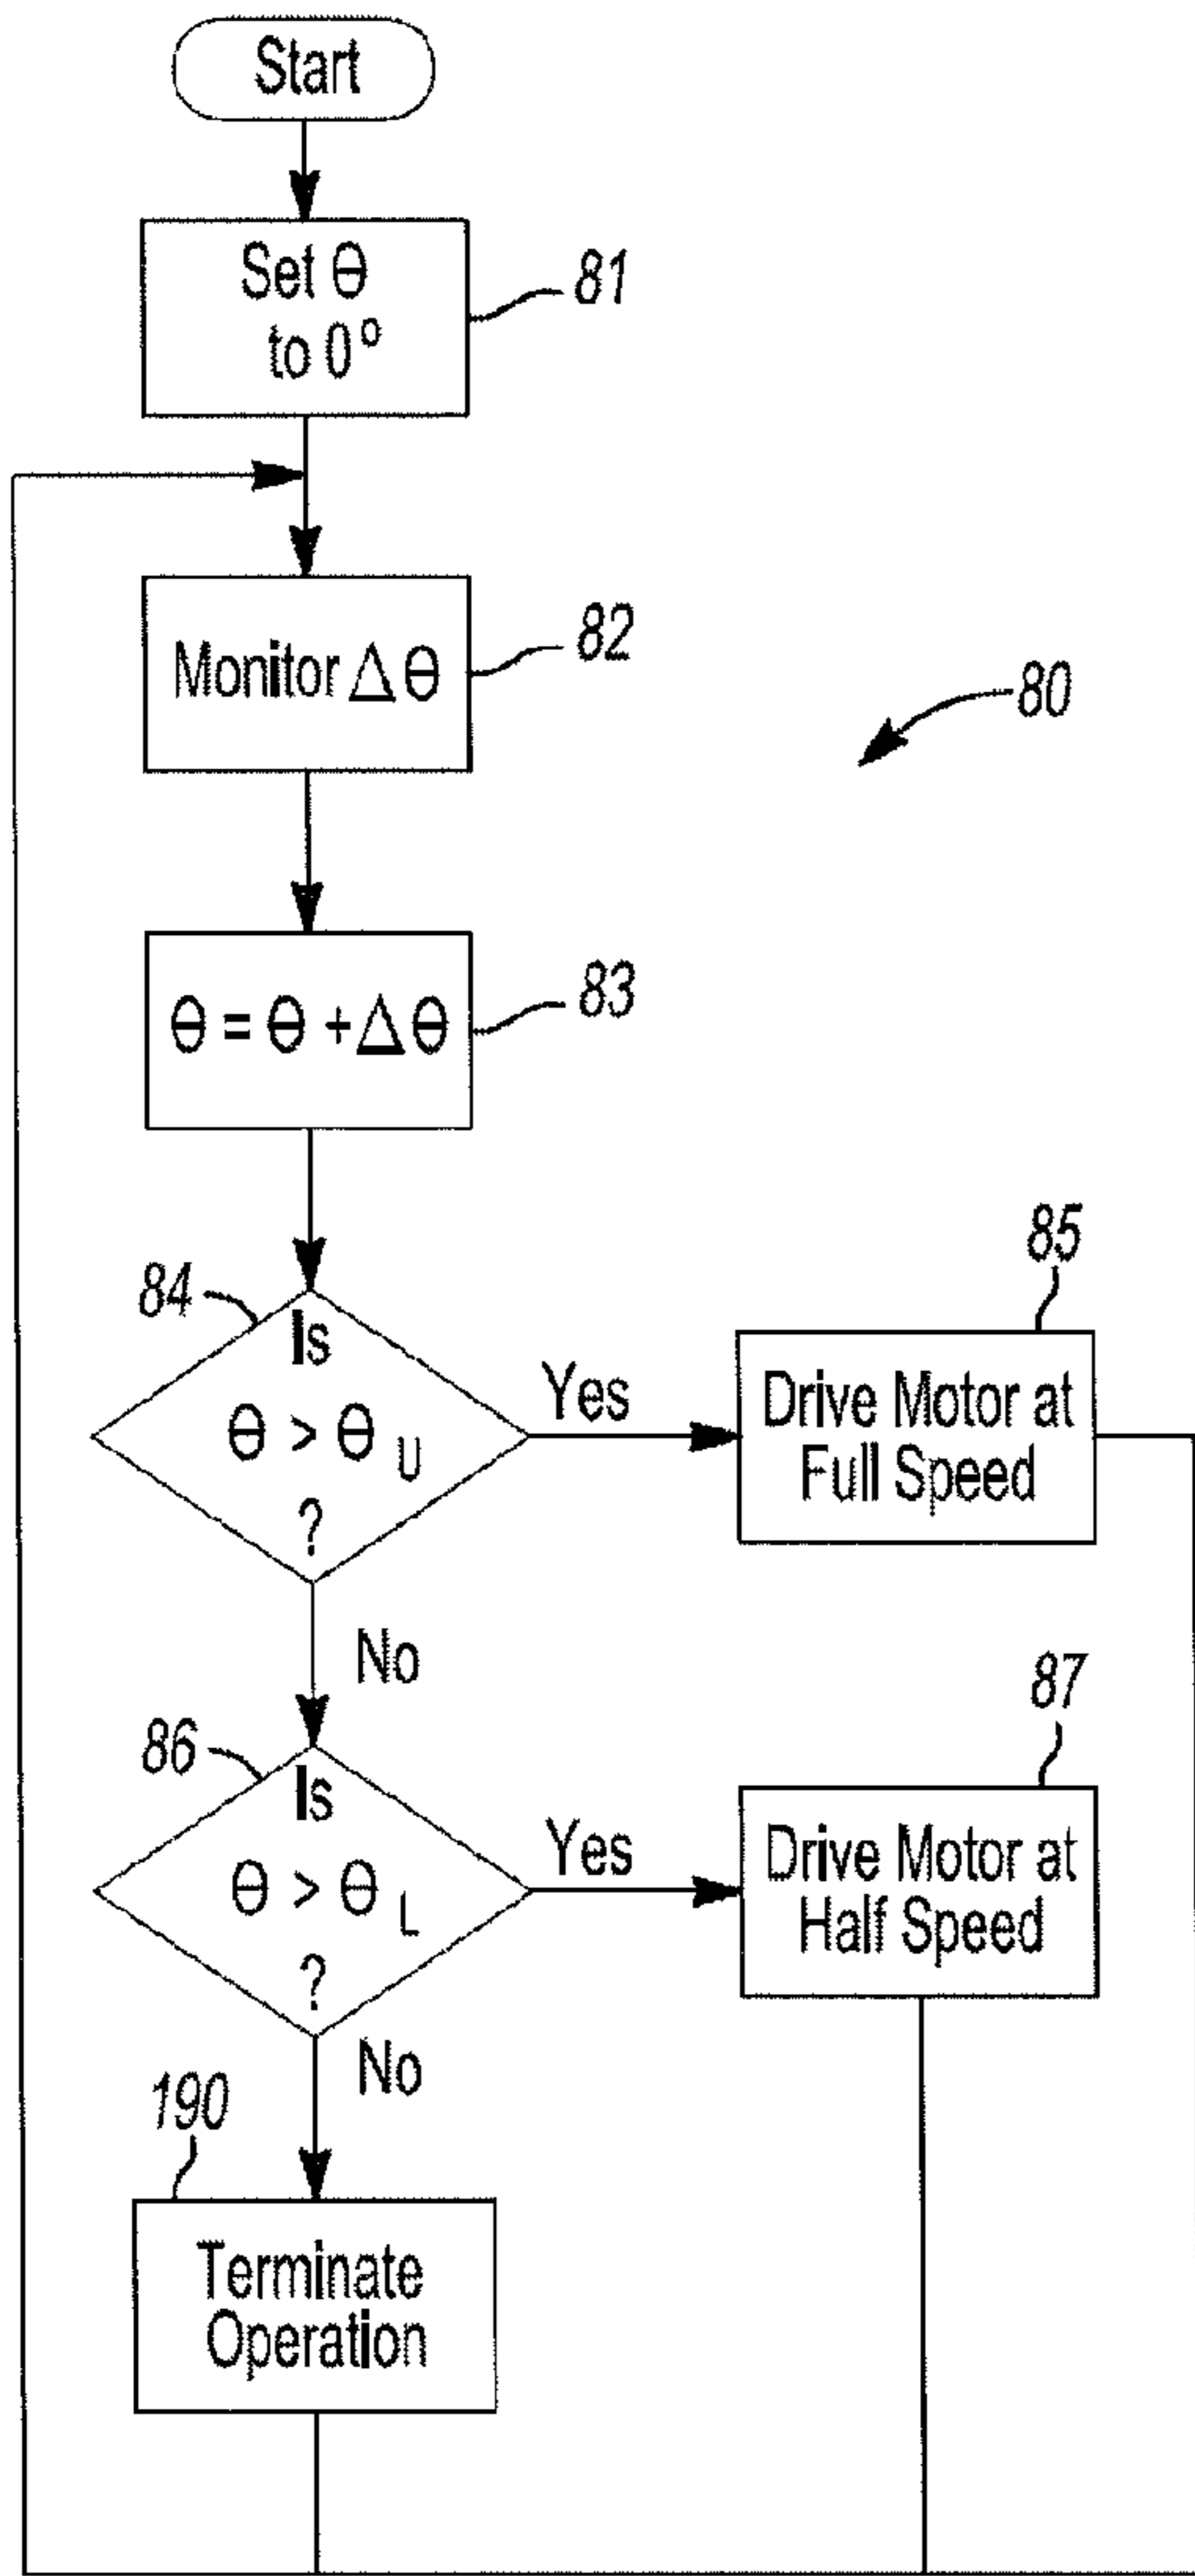 Start
Set θ
to 0°
81
Monitor Δθ
82
80
θ = θ + Δθ
83
84
Is
θ > θ U
?
Yes
85
Drive Motor at
Full Speed
No
86
Is
θ > θ L
?
Yes
87
Drive Motor at
Half Speed
No
190
Terminate
Operation